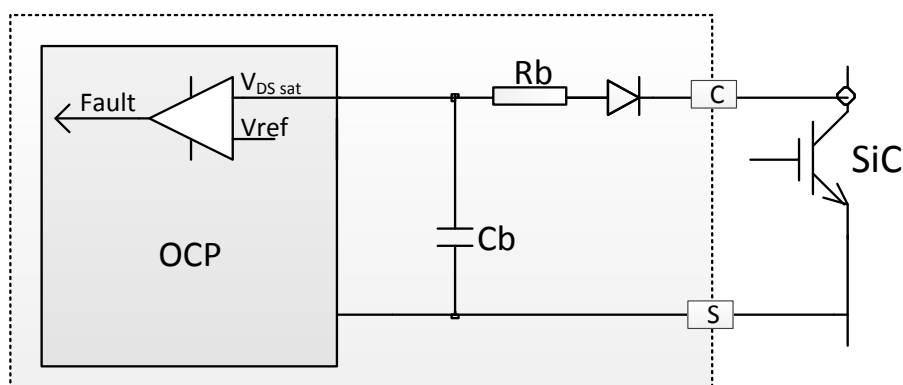 Rb
V_DS sat
C
Fault
Vref
SiC
Cb
OCP
S